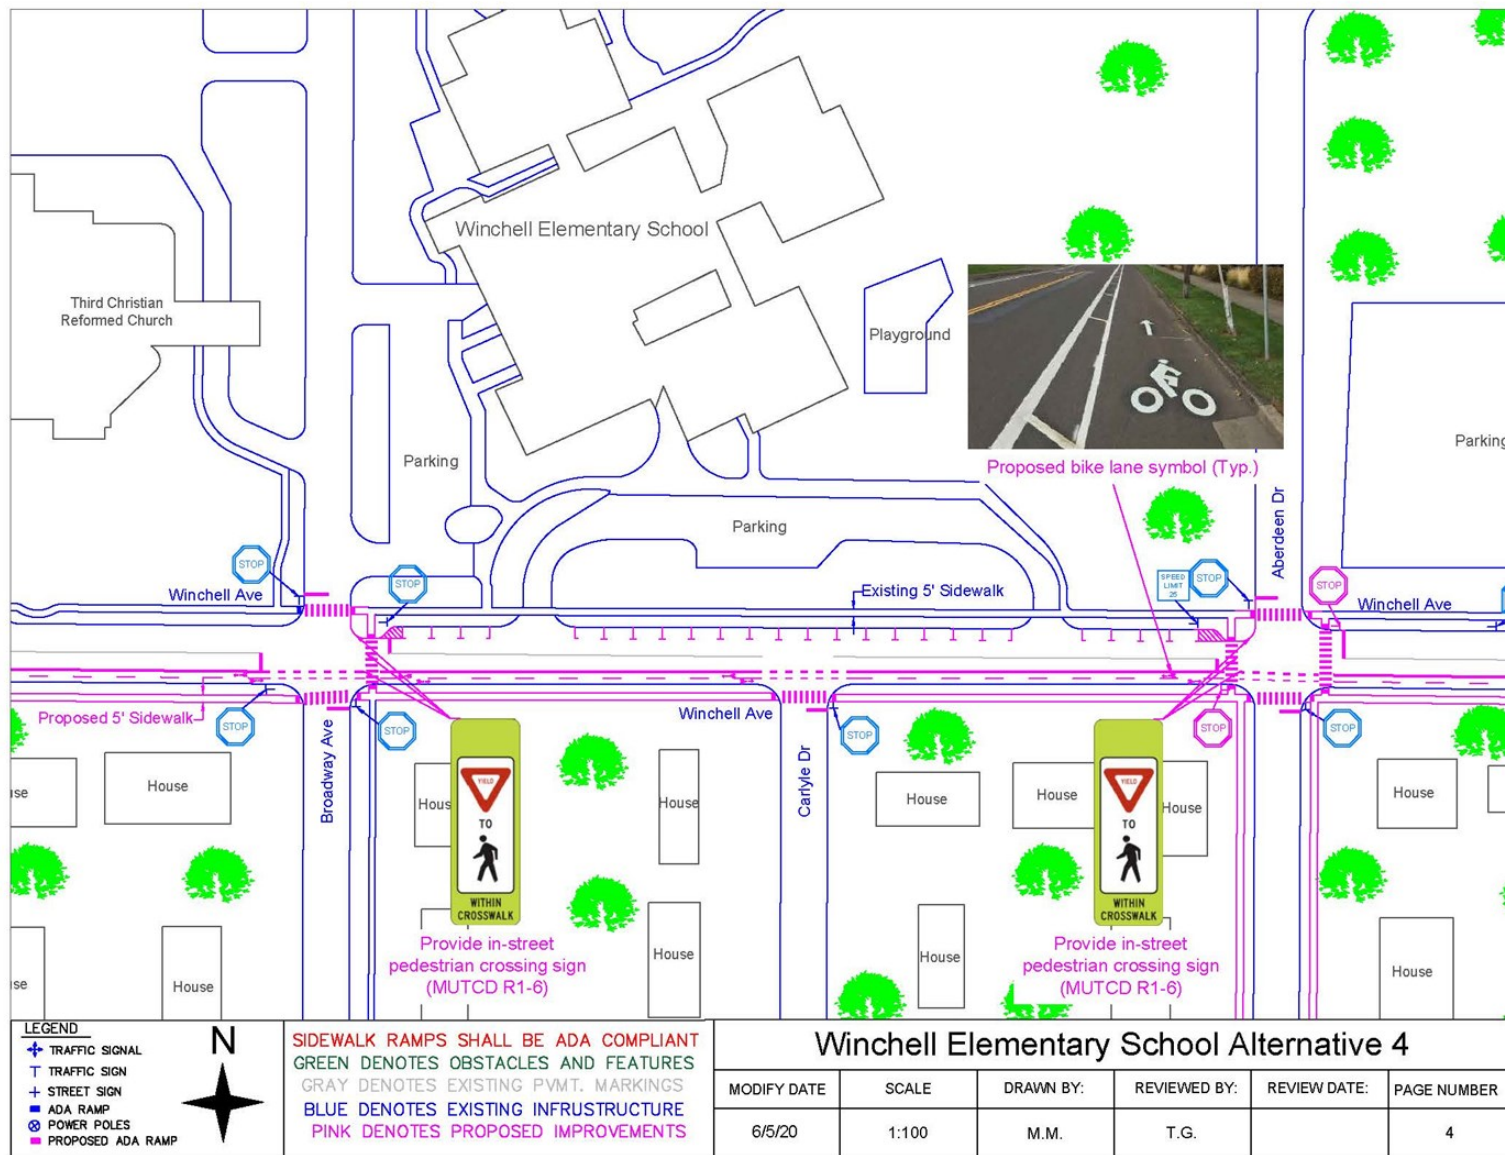 Winchell Elementary School
Third Christian
Reformed Church
Playground
Parking
Parking
Proposed bike lane symbol (Typ.)
Parking
Aberdeen Dr
STOP
STOP
SPEED
LIMIT
25
STOP
STOP
Winchell Ave
Existing 5' Sidewalk
Winchell Ave
Proposed 5' Sidewalk
STOP
STOP
Winchell Ave
STOP
STOP
STOP
Broadway Ave
Carlyle Dr
YIELD
TO
WITHIN
CROSSWALK
YIELD
TO
WITHIN
CROSSWALK
House
House
House
House
House
House
House
House
House
House
House
House
Provide in-street
pedestrian crossing sign
(MUTCD R1-6)
Provide in-street
pedestrian crossing sign
(MUTCD R1-6)
LEGEND
TRAFFIC SIGNAL
TRAFFIC SIGN
STREET SIGN
ADA RAMP
POWER POLES
PROPOSED ADA RAMP
N
SIDEWALK RAMPS SHALL BE ADA COMPLIANT
GREEN DENOTES OBSTACLES AND FEATURES
GRAY DENOTES EXISTING PVMT. MARKINGS
BLUE DENOTES EXISTING INFRUSTRUCTURE
PINK DENOTES PROPOSED IMPROVEMENTS
Winchell Elementary School Alternative 4
MODIFY DATE SCALE DRAWN BY: REVIEWED BY: REVIEW DATE: PAGE NUMBER
6/5/20 1:100 M.M. T.G. 4